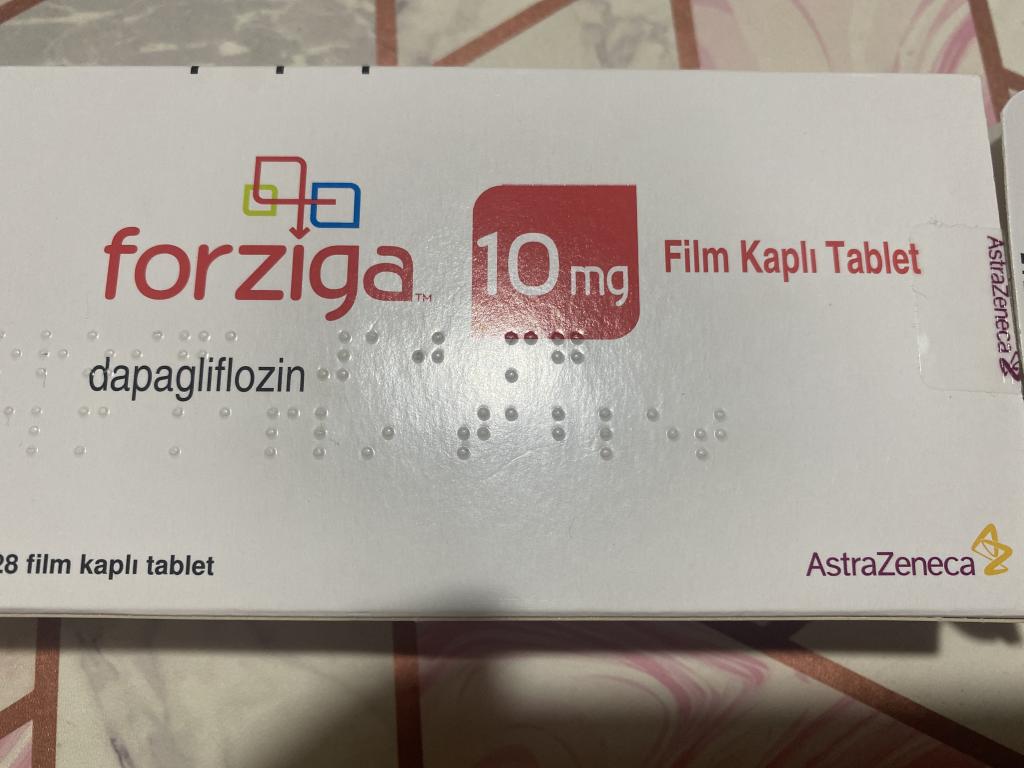 forziga™
10 mg
Film Kaplı Tablet
dapagliflozin
28 film kaplı tablet
AstraZeneca
AstraZeneca